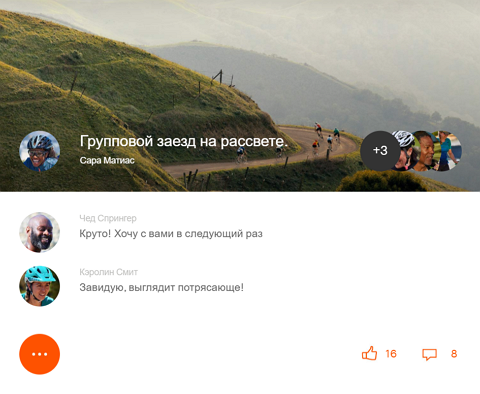 Групповой заезд на рассвете.
Сара Матиас
+3
Чед Спрингер
Круто! Хочу с вами в следующий раз
Кэролин Смит
Завидую, выглядит потрясающе!
16
8